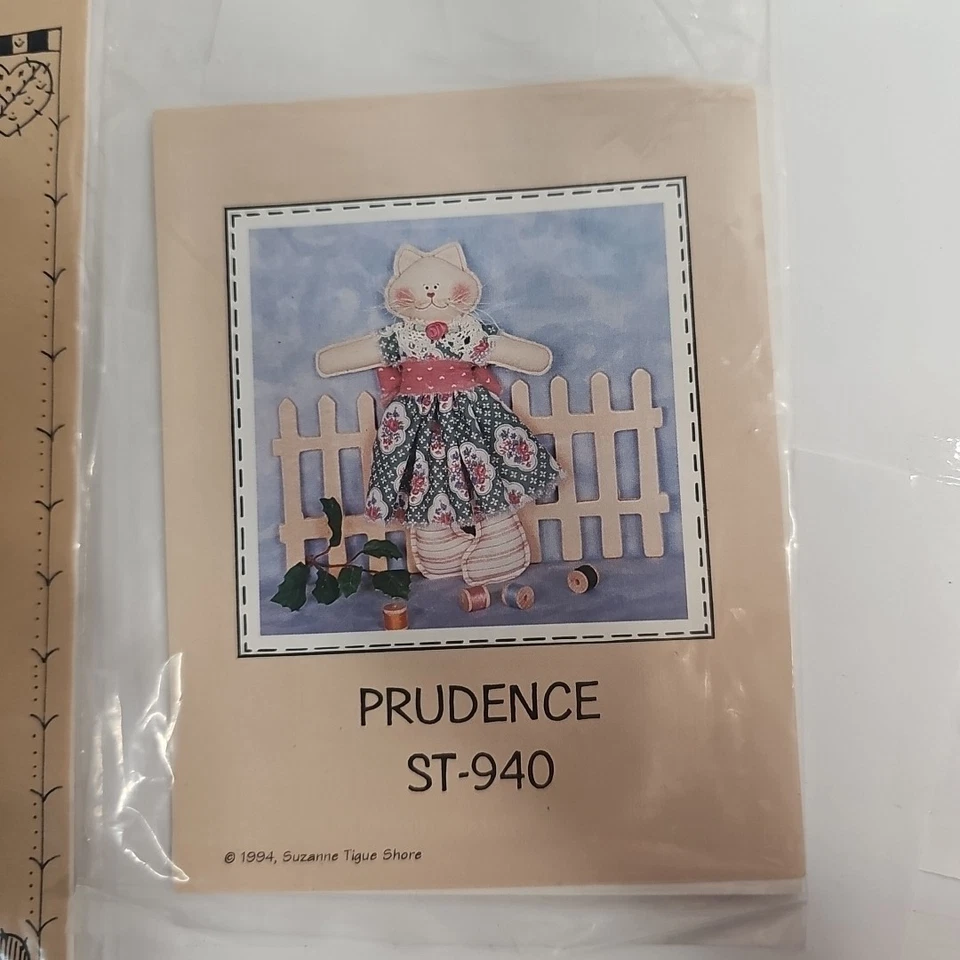 PRUDENCE
ST-940
© 1994, Suzanne Tigue Shore